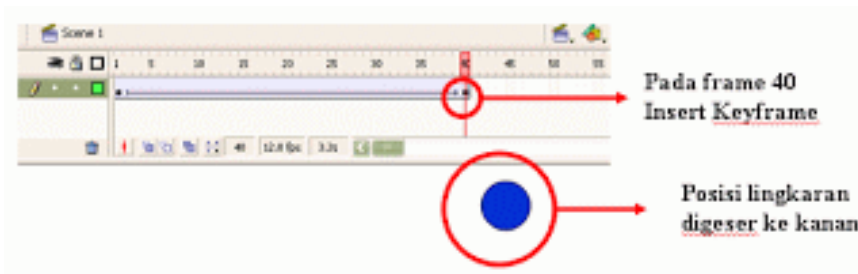 Scene 1
1 5 10 15 20 25 30 35 40 45 50 55
Pada frame 40
Insert Keyframe
40 12.0 fps 3.3s
Posisi lingkaran
digeser ke kanan